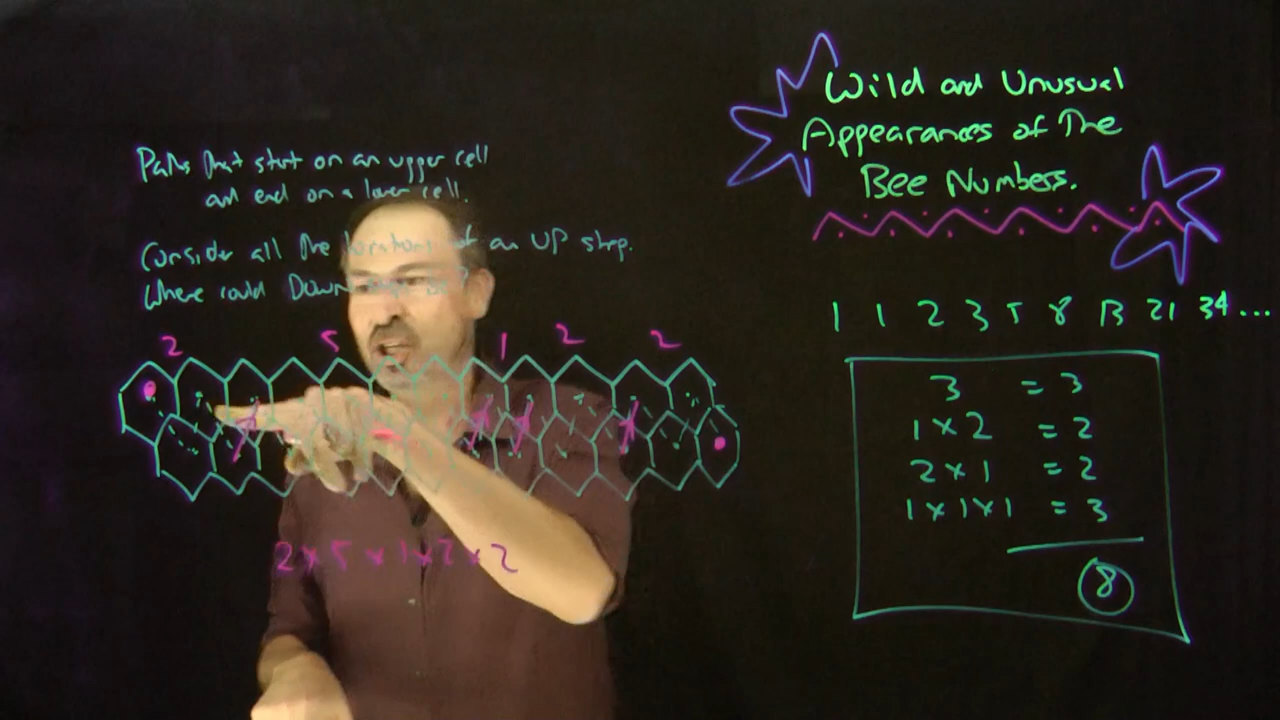 Wild and Unusual
Appearances of The
Bee Numbers.
Paths that start on an upper cell
and end on a lower cell.
Consider all the locations of an UP step.
Where could Down
1 1 2 3 5 8 13 21 34 ...
2 5 1 2 2
3 = 3
1 x 2 = 2
2 x 1 = 2
1 x 1 x 1 = 3
8
2 x 5 x 1 x 2 x 2